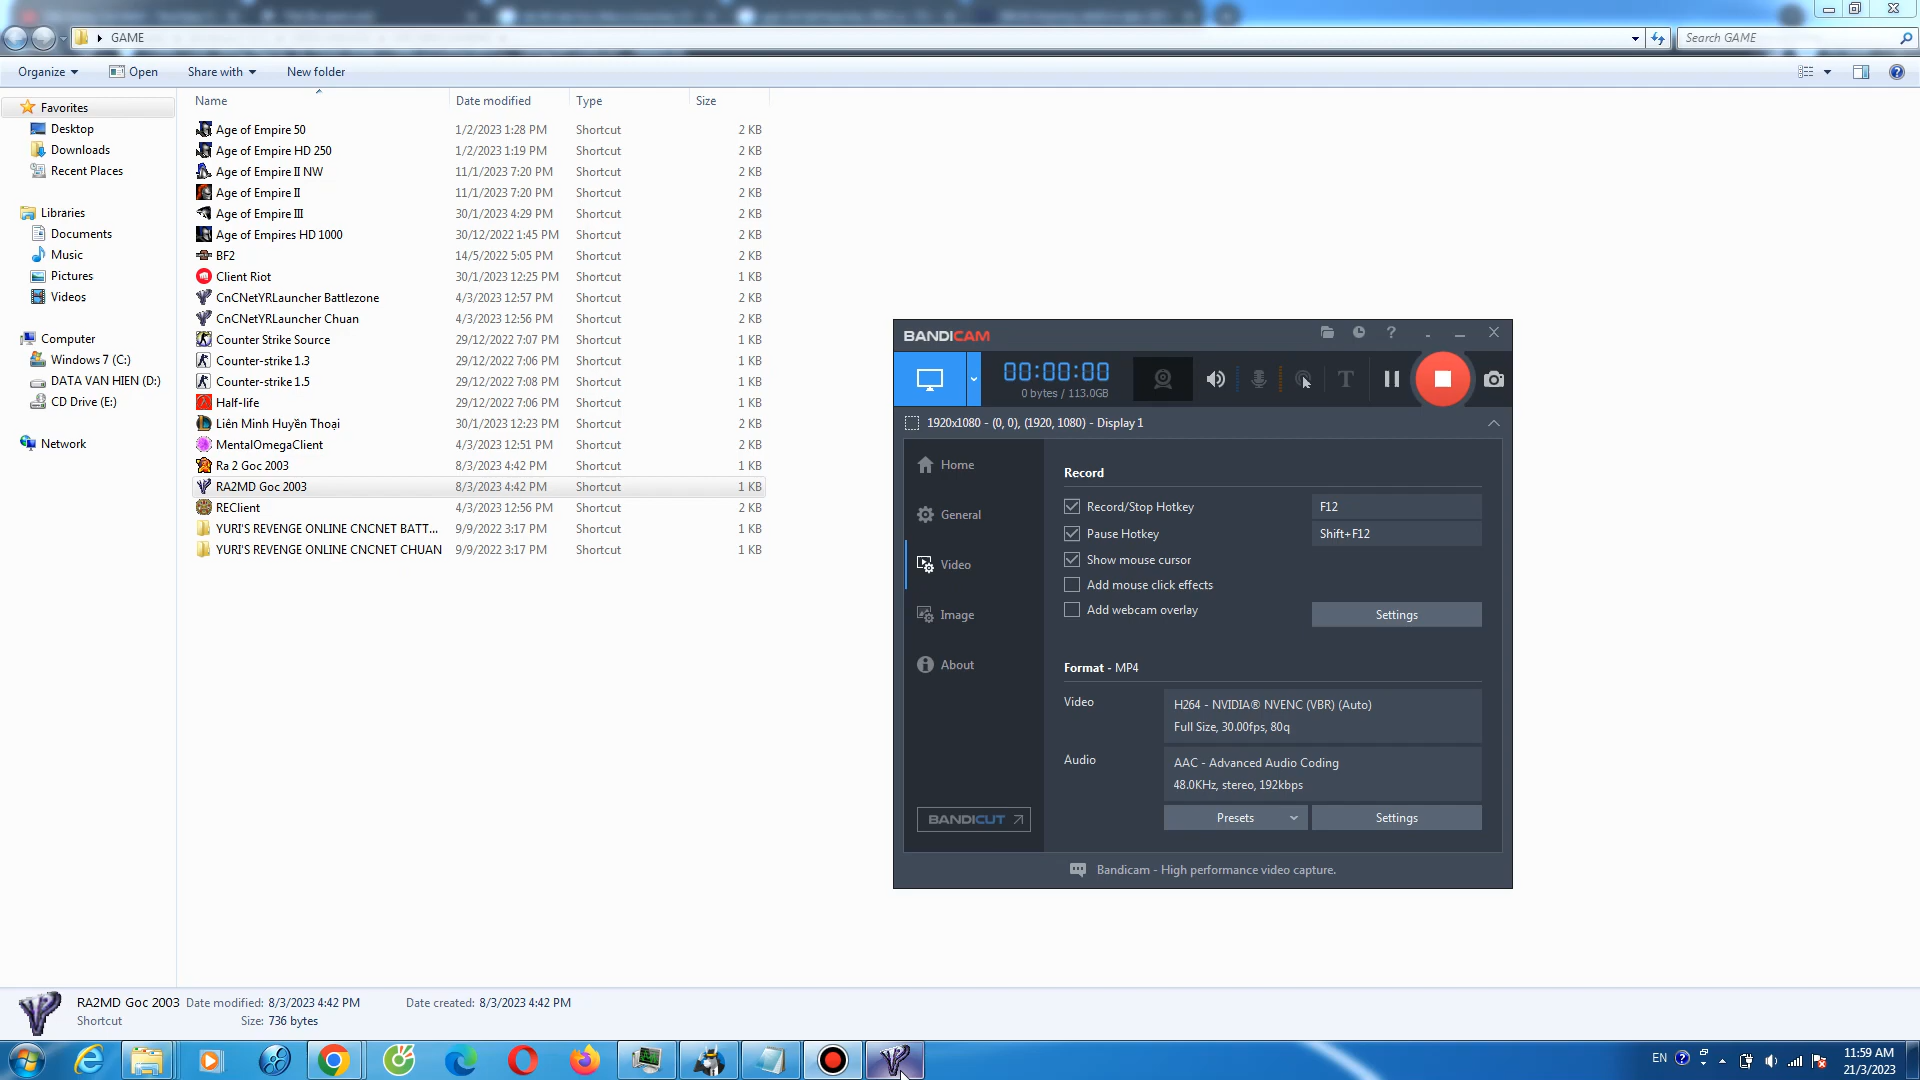 GAME
Search GAME
Organize
Open
Share with
New folder
Name
Date modified
Type
Size
Favorites
Desktop
Downloads
Recent Places
Libraries
Documents
Music
Pictures
Videos
Computer
Windows 7 (C:)
DATA VAN HIEN (D:)
CD Drive (E:)
Network
Age of Empire 50 1/2/2023 1:28 PM Shortcut 2 KB
Age of Empire HD 250 1/2/2023 1:19 PM Shortcut 2 KB
Age of Empire II NW 11/1/2023 7:20 PM Shortcut 2 KB
Age of Empire II 11/1/2023 7:20 PM Shortcut 2 KB
Age of Empire III 30/1/2023 4:29 PM Shortcut 2 KB
Age of Empires HD 1000 30/12/2022 1:45 PM Shortcut 2 KB
BF2 14/5/2022 5:05 PM Shortcut 2 KB
Client Riot 30/1/2023 12:25 PM Shortcut 1 KB
CnCNetYRLauncher Battlezone 4/3/2023 12:57 PM Shortcut 2 KB
CnCNetYRLauncher Chuan 4/3/2023 12:56 PM Shortcut 2 KB
Counter Strike Source 29/12/2022 7:07 PM Shortcut 2 KB
Counter-strike 1.3 29/12/2022 7:06 PM Shortcut 2 KB
Counter-strike 1.5 29/12/2022 7:08 PM Shortcut 2 KB
Half-life 29/12/2022 7:06 PM Shortcut 2 KB
Liên Minh Huyền Thoại 30/1/2023 12:23 PM Shortcut 2 KB
MentalOmegaClient 4/3/2023 12:51 PM Shortcut 2 KB
Ra 2 Goc 2003 8/3/2023 4:42 PM Shortcut 1 KB
RA2MD Goc 2003 8/3/2023 4:42 PM Shortcut 1 KB
REClient 4/3/2023 12:56 PM Shortcut 2 KB
YURI'S REVENGE ONLINE CNCNET BATT... 9/9/2022 3:17 PM Shortcut 1 KB
YURI'S REVENGE ONLINE CNCNET CHUAN 9/9/2022 3:17 PM Shortcut 1 KB
BANDICAM
00:00:00
0 bytes / 113.0GB
1920x1080 - (0, 0), (1920, 1080) - Display 1
Home
General
Video
Image
About
BANDICUT
Record
Record/Stop Hotkey F12
Pause Hotkey Shift+F12
Show mouse cursor
Add mouse click effects
Add webcam overlay
Settings
Format - MP4
Video
H264 - NVIDIA® NVENC (VBR) (Auto)
Full Size, 30.00fps, 80q
Audio
AAC - Advanced Audio Coding
48.0KHz, stereo, 192kbps
Presets
Settings
Bandicam - High performance video capture.
RA2MD Goc 2003 Date modified: 8/3/2023 4:42 PM Date created: 8/3/2023 4:42 PM
Shortcut Size: 736 bytes
EN
11:59 AM
21/3/2023